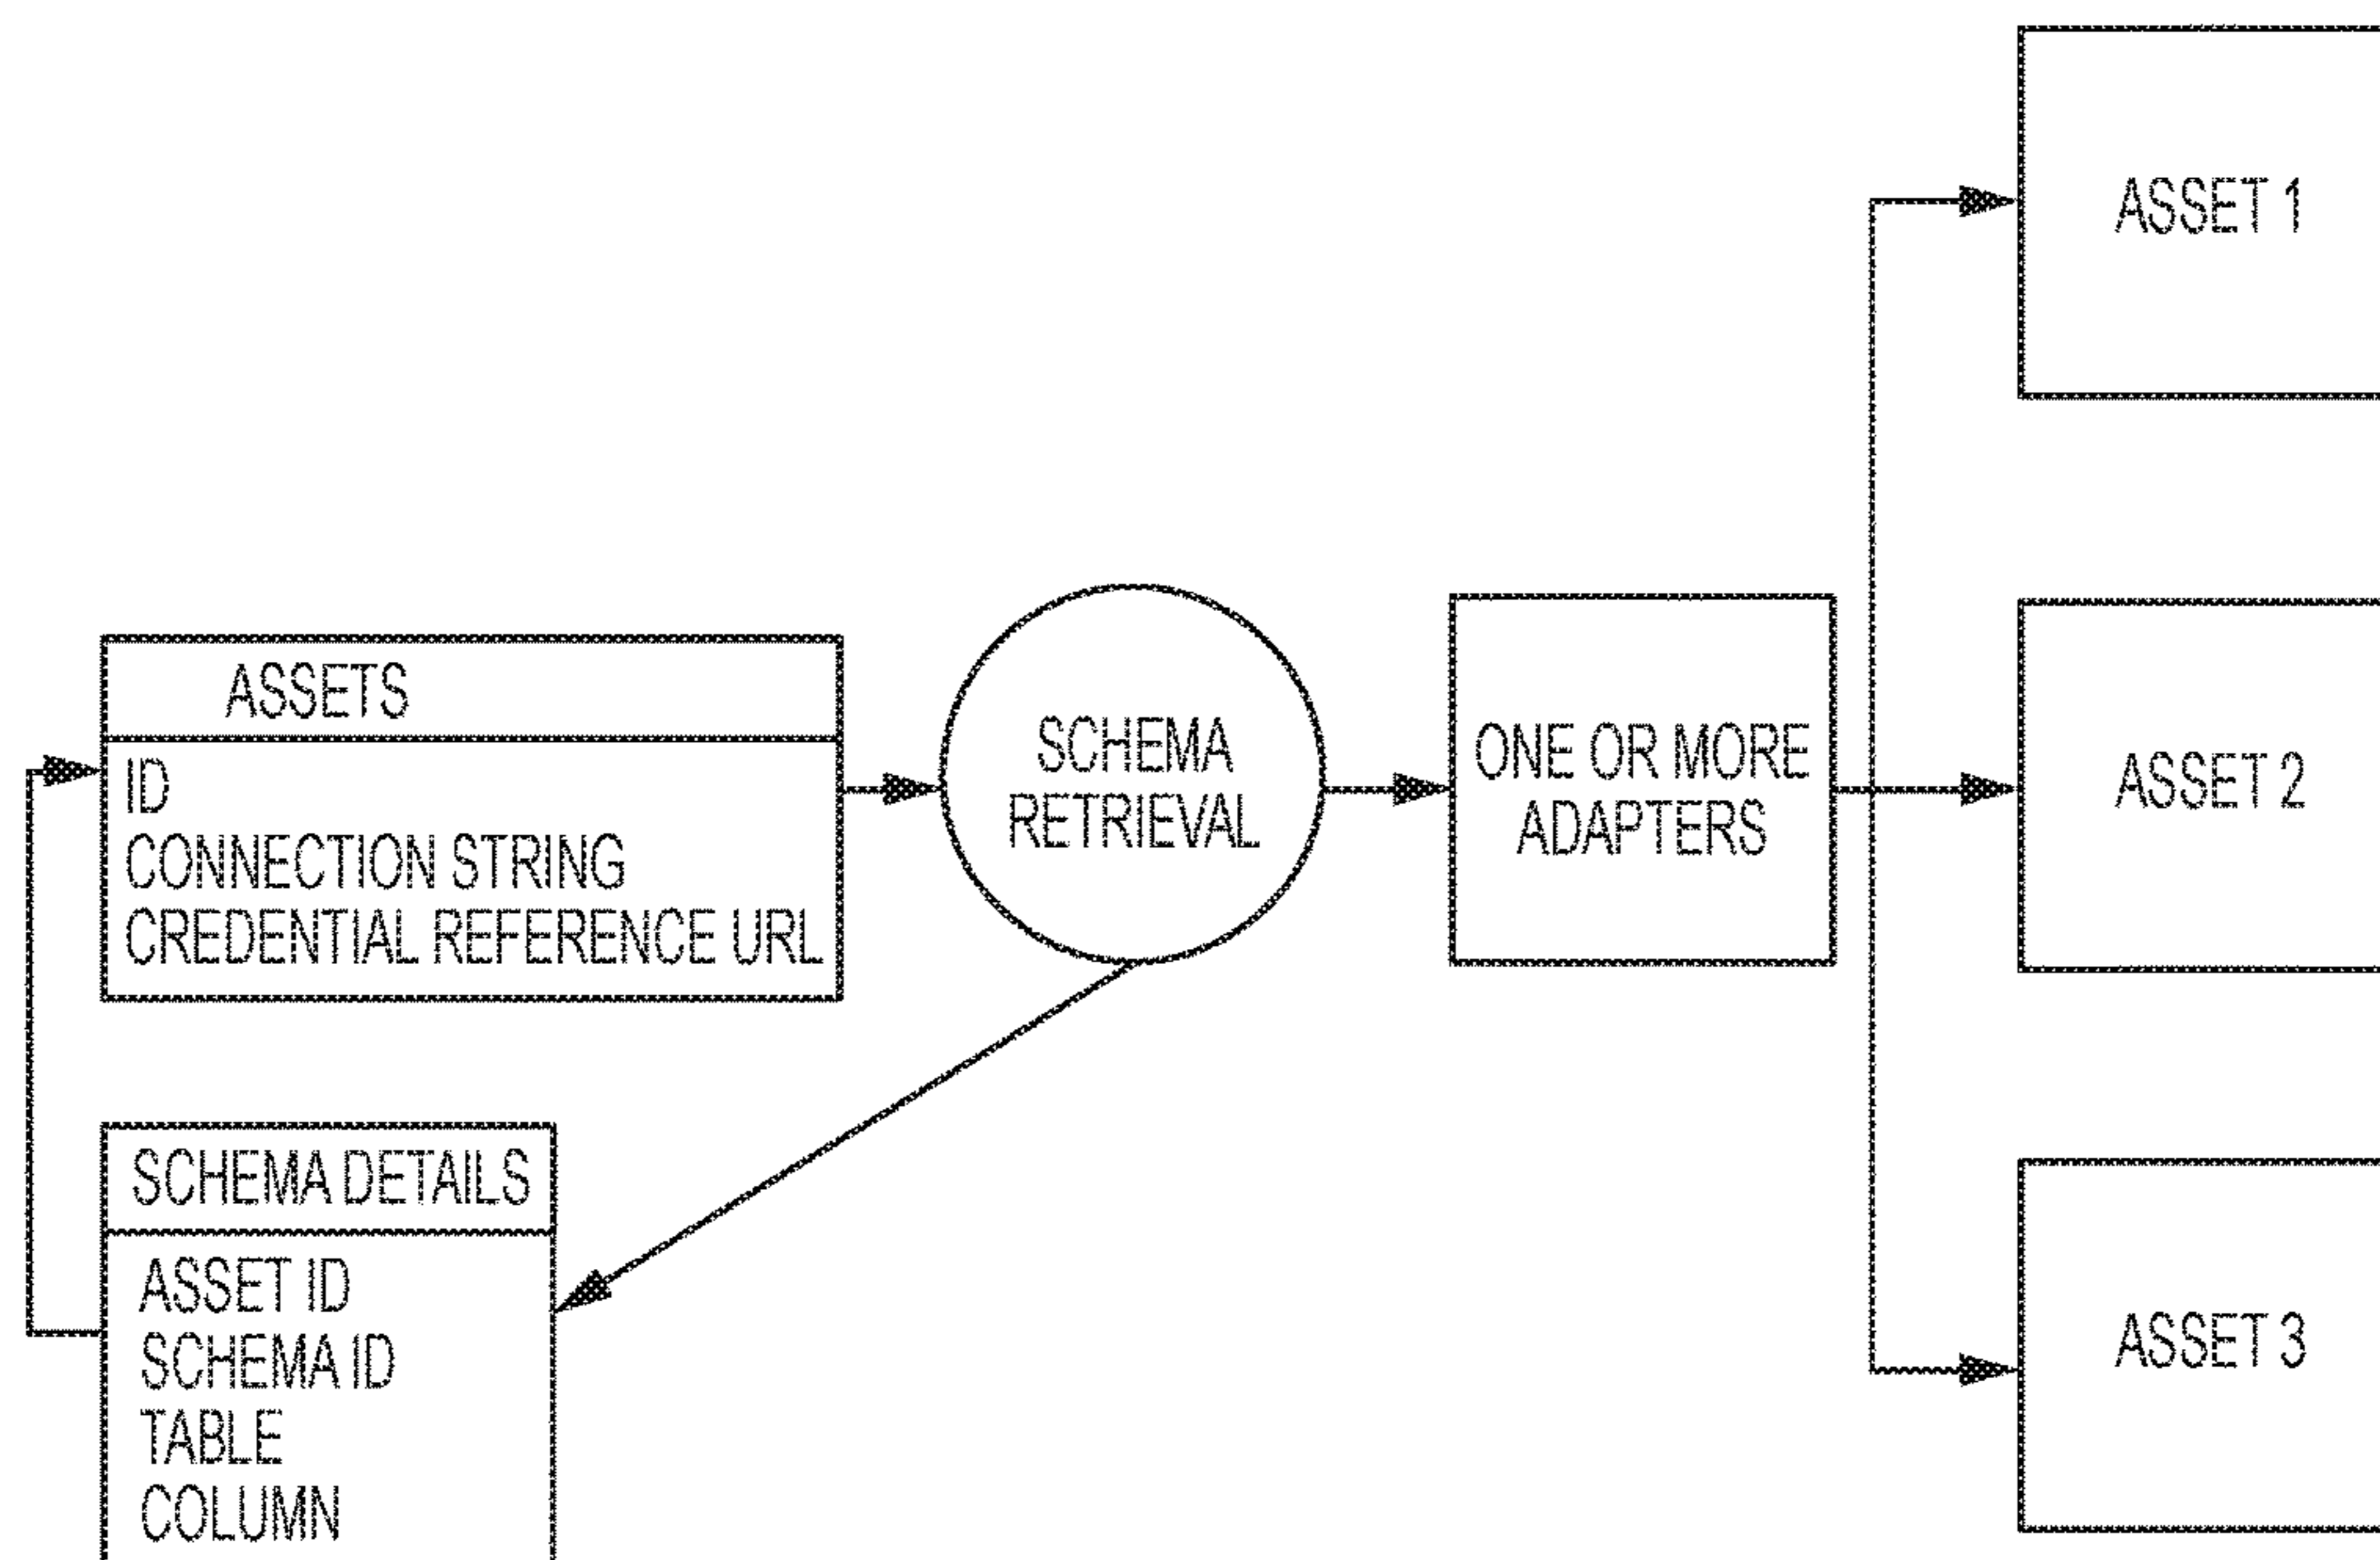 ASSETS
ID
CONNECTION STRING
CREDENTIAL REFERENCE URL
SCHEMA DETAILS
ASSET ID
SCHEMA ID
TABLE
COLUMN
SCHEMA
RETRIEVAL
ONE OR MORE
ADAPTERS
ASSET 1
ASSET 2
ASSET 3